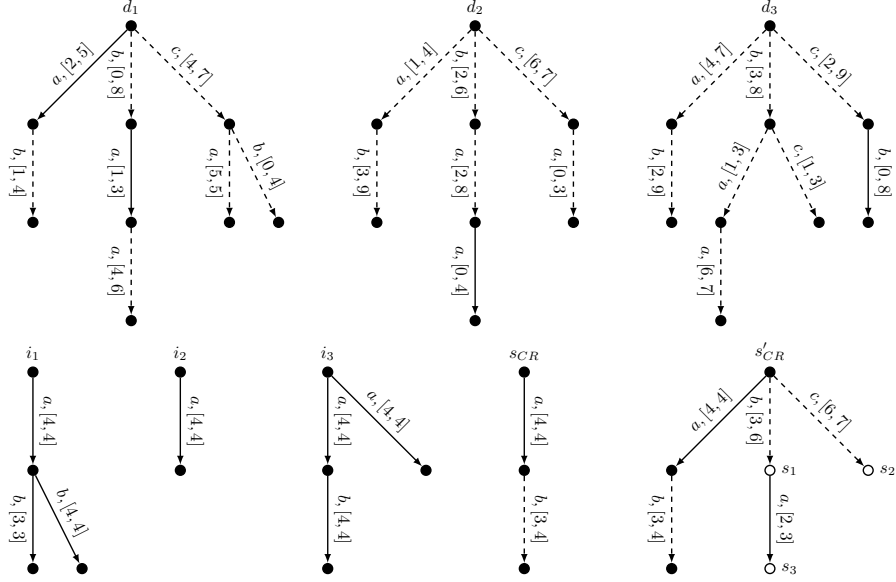 d₁ d₂ d₃
a, [2, 5] b, [0, 8] c, [4, 7] a, [1, 4] b, [2, 6] c, [6, 7] a, [4, 7] b, [3, 8] c, [2, 9]
b, [1, 4] a, [1, 3] a, [5, 5] b, [0, 4] b, [3, 9] a, [2, 8] a, [0, 3] b, [2, 9] a, [1, 3] c, [1, 3] b, [0, 8]
a, [4, 6] a, [0, 4] a, [6, 7]
i₁ i₂ i₃ s_CR s′_CR
a, [4, 4] a, [4, 4] a, [4, 4] a, [4, 4] a, [4, 4] a, [4, 4] b, [3, 6] c, [6, 7]
s₁ s₂
b, [3, 3] b, [4, 4] b, [4, 4] b, [3, 4] b, [3, 4] a, [2, 3]
s₃